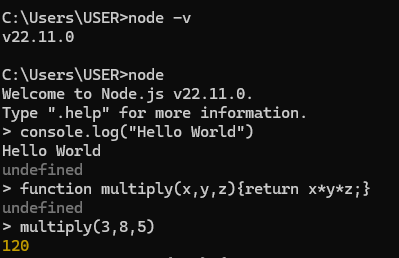 C:\Users\USER>node -v
v22.11.0
C:\Users\USER>node
Welcome to Node.js v22.11.0.
Type ".help" for more information.
> console.log("Hello World")
Hello World
undefined
> function multiply(x,y,z){return x*y*z;}
undefined
> multiply(3,8,5)
120